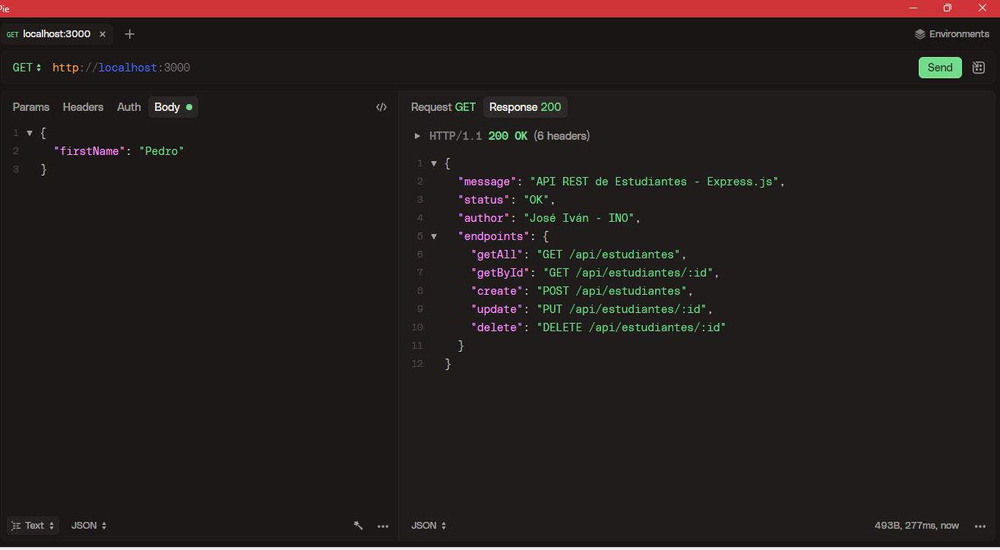 Pie
GET localhost:3000
Environments
GET http://localhost:3000
Send
Params Headers Auth Body
1 {
2 "firstName": "Pedro"
3 }
Text JSON
Request GET Response 200
HTTP/1.1 200 OK (6 headers)
1 {
2 "message": "API REST de Estudiantes - Express.js",
3 "status": "OK",
4 "author": "José Iván - INO",
5 "endpoints": {
6 "getAll": "GET /api/estudiantes",
7 "getById": "GET /api/estudiantes/:id",
8 "create": "POST /api/estudiantes",
9 "update": "PUT /api/estudiantes/:id",
10 "delete": "DELETE /api/estudiantes/:id"
11 }
12 }
JSON
493B, 277ms, now